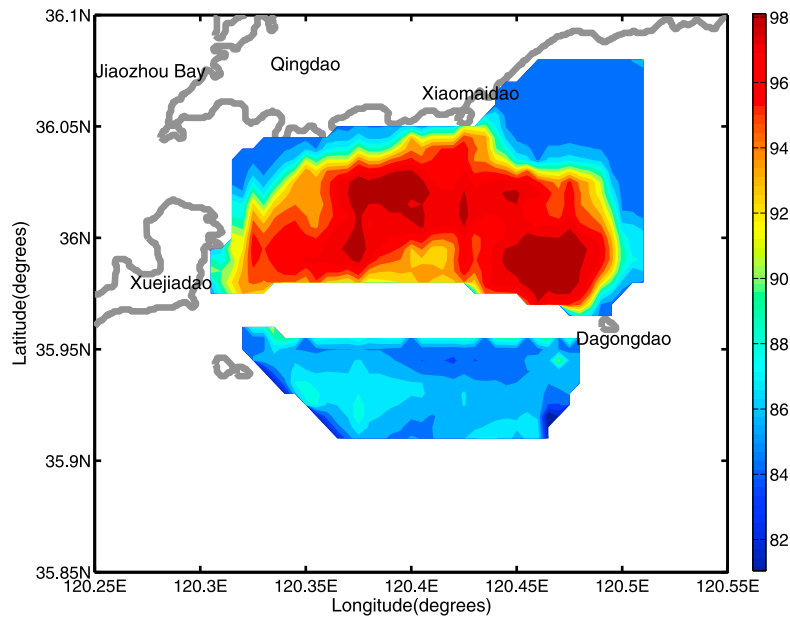 36.1N
98
Jiaozhou Bay
Qingdao
96
Xiaomaidao
36.05N
94
92
36N
90
Xuejiadao
88
Latitude(degrees)
35.95N
Dagongdao
86
35.9N
84
82
35.85N
120.25E
120.3E
120.35E
120.4E
120.45E
120.5E
120.55E
Longitude(degrees)